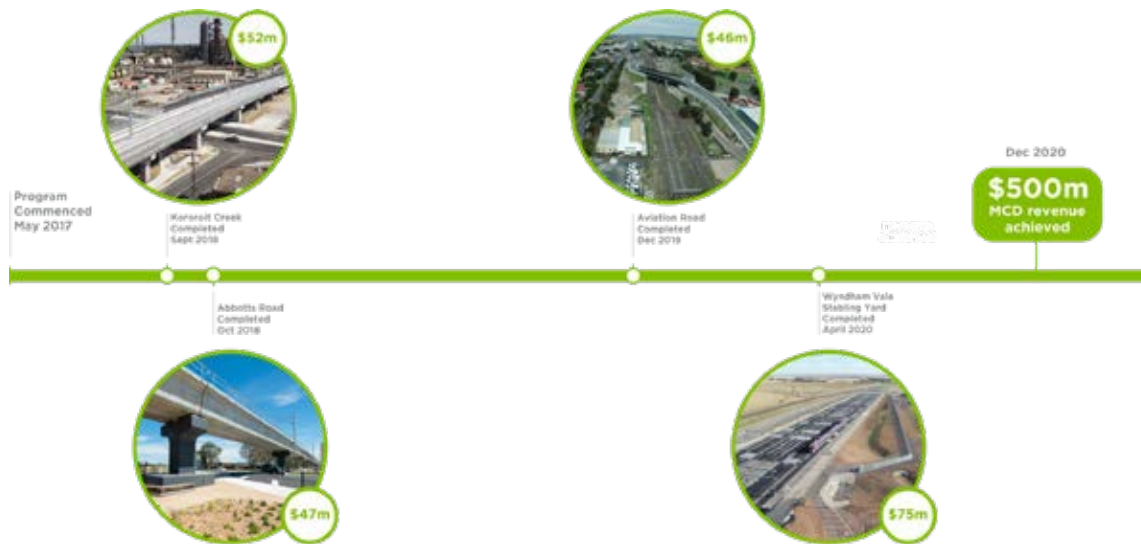 $52m
$46m
Dec 2020
$500m
MCD revenue
achieved
Program
Commenced
May 2017
Kororoit Creek
Completed
Sept 2018
Aviation Road
Completed
Dec 2019
Abbotts Road
Completed
Oct 2018
Wyndham Vale
Stabling Yard
Completed
April 2020
$47m
$75m